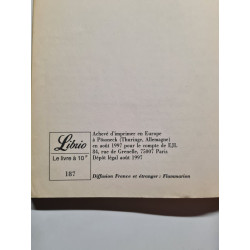 Librio
Le livre à 10F
187
Achevé d'imprimer en Europe
à Pössneck (Thuringe, Allemagne)
en août 1997 pour le compte de EJL
84, rue de Grenelle, 75007 Paris
Dépôt légal août 1997
Diffusion France et étranger : Flammarion